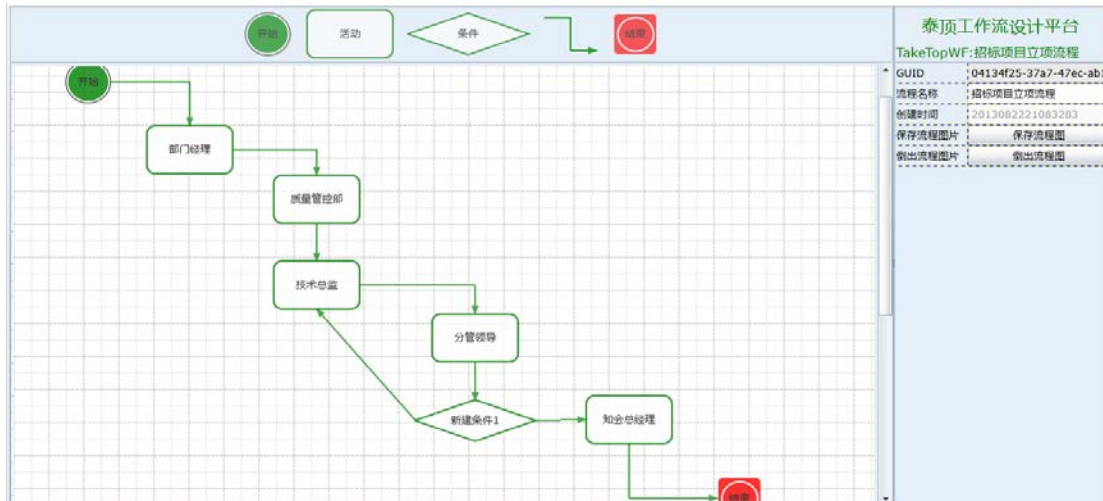 开始
活动
条件
结束
开始
部门经理
质量管控部
技术总监
分管领导
新建条件1
知会总经理
结束
泰顶工作流设计平台
TakeTopWF:招标项目立项流程
GUID 04134f25-37a7-47ec-ab1
流程名称 招标项目立项流程
创建时间 2013082221083283
保存流程图片 保存流程图
倒出流程图片 倒出流程图